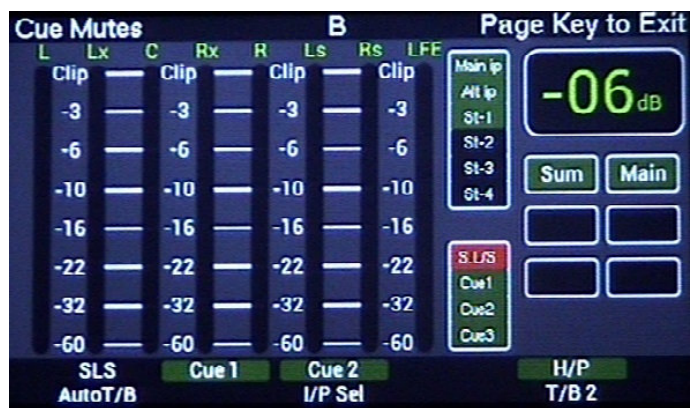 Cue Mutes B Page Key to Exit
L Lx C Rx R Ls Rs LFE
Clip Clip Clip Clip
-3 -3 -3 -3
-6 -6 -6 -6
-10 -10 -10 -10
-16 -16 -16 -16
-22 -22 -22 -22
-32 -32 -32 -32
-60 -60 -60 -60
Main ip
Alt ip
St-1
St-2
St-3
St-4
-06 dB
Sum Main
S.L/S
Cue1
Cue2
Cue3
SLS Cue 1 Cue 2 H/P
AutoT/B I/P Sel T/B 2